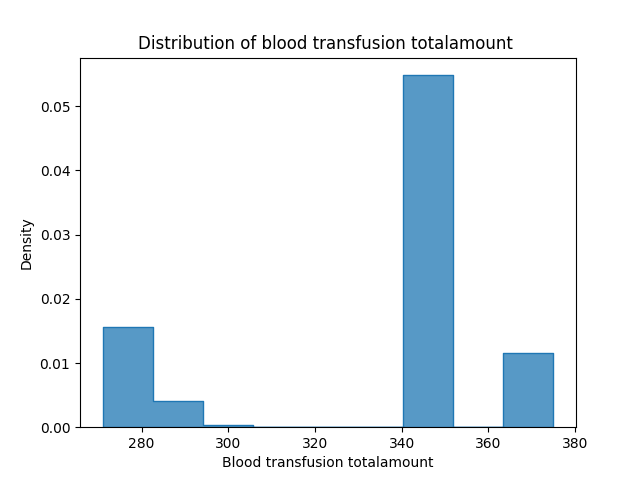 Distribution of blood transfusion totalamount
0.05
0.04
0.03
0.02
0.01
0.00
Density
280 300 320 340 360 380
Blood transfusion totalamount